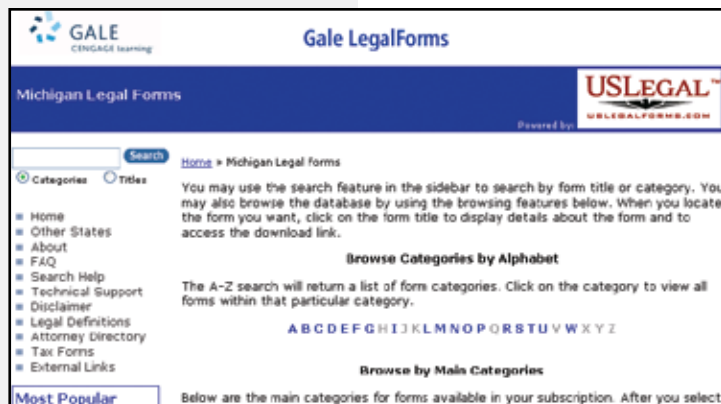 GALE
CENGAGE learning
Gale LegalForms
Michigan Legal Forms
USLEGAL™
USLEGALFORMS.COM
Powered by:
Search
Categories Titles
Home
Other States
About
FAQ
Search Help
Technical Support
Disclaimer
Legal Definitions
Attorney Directory
Tax Forms
External Links
Most Popular
Home » Michigan Legal forms
You may use the search feature in the sidebar to search by form title or category. You
may also browse the database by using the browsing features below. When you locate
the form you want, click on the form title to display details about the form and to
access the download link.
Browse Categories by Alphabet
The A-Z search will return a list of form categories. Click on the category to view all
forms within that particular category.
A B C D E F G H I J K L M N O P Q R S T U V W X Y Z
Browse by Main Categories
Below are the main categories for forms available in your subscription. After you select